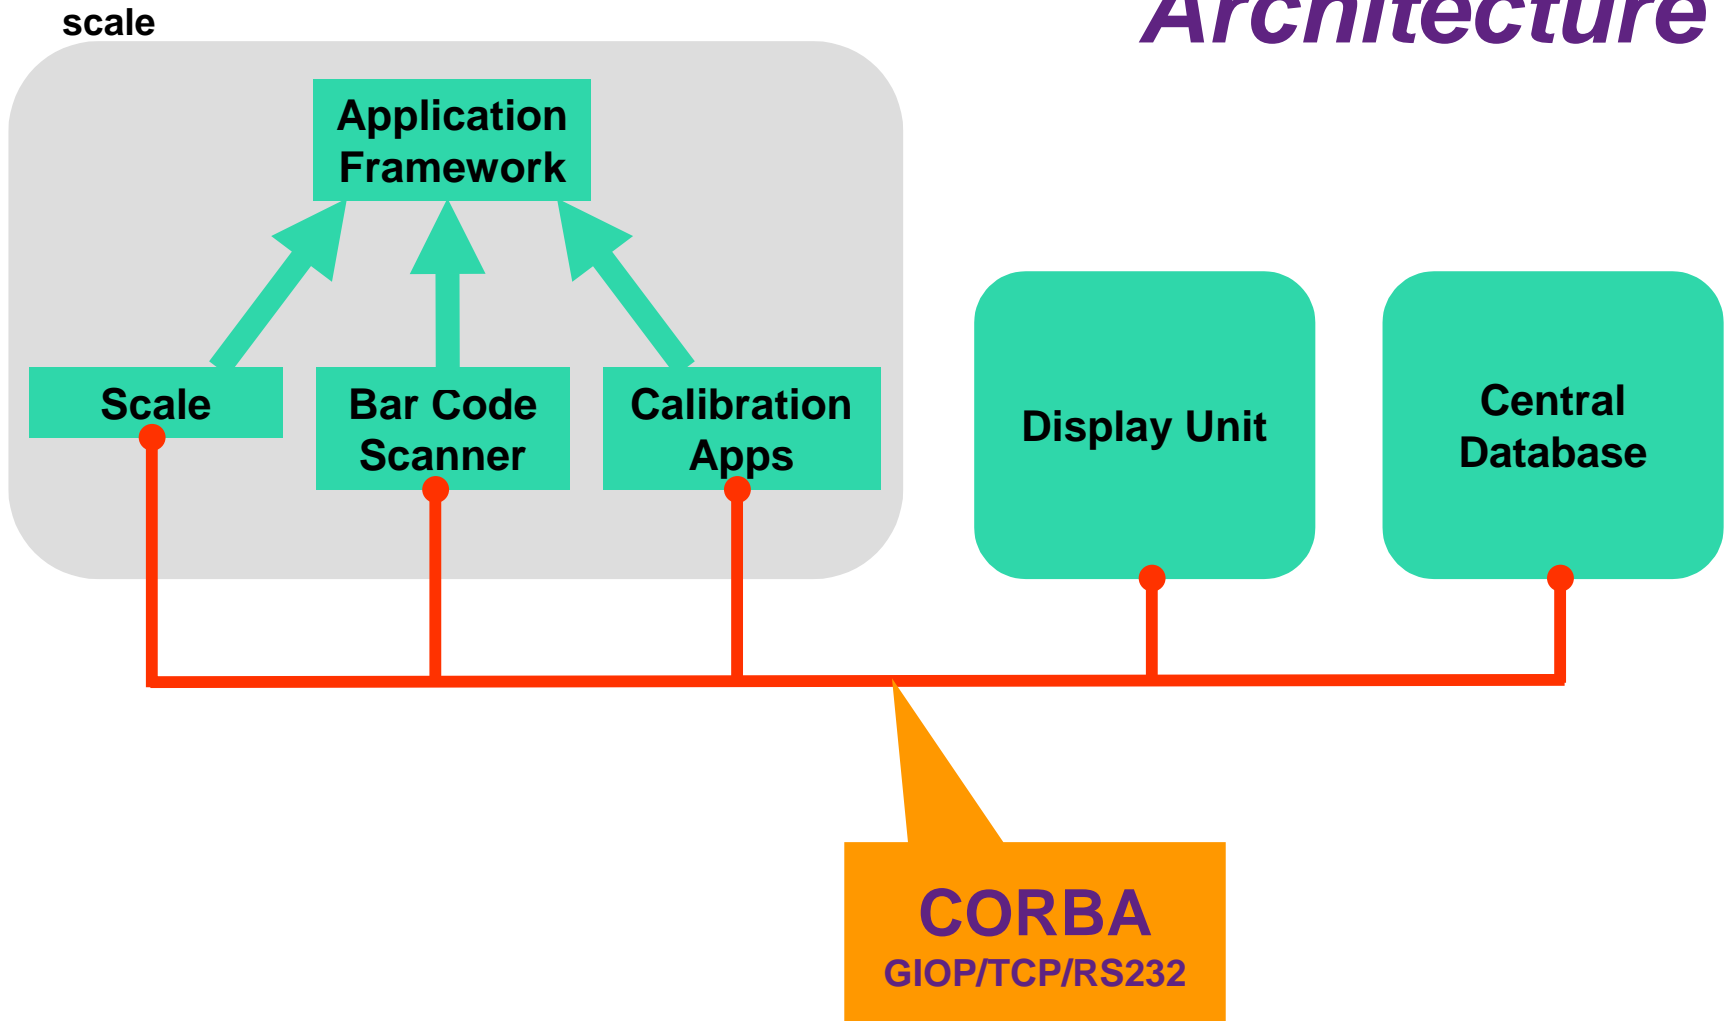 Architecture
scale
Application
Framework
Scale
Bar Code
Scanner
Calibration
Apps
Display Unit
Central
Database
CORBA
GIOP/TCP/RS232